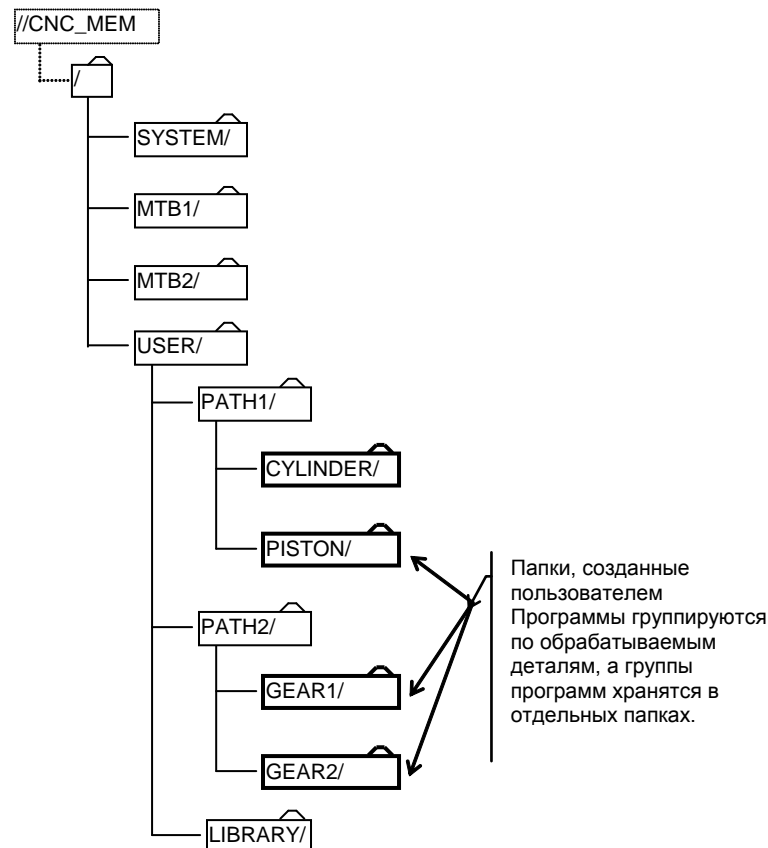 //CNC_MEM
/
SYSTEM/
MTB1/
MTB2/
USER/
PATH1/
CYLINDER/
PISTON/
Папки, созданные
пользователем
Программы группируются
по обрабатываемым
деталям, а группы
программ хранятся в
отдельных папках.
PATH2/
GEAR1/
GEAR2/
LIBRARY/